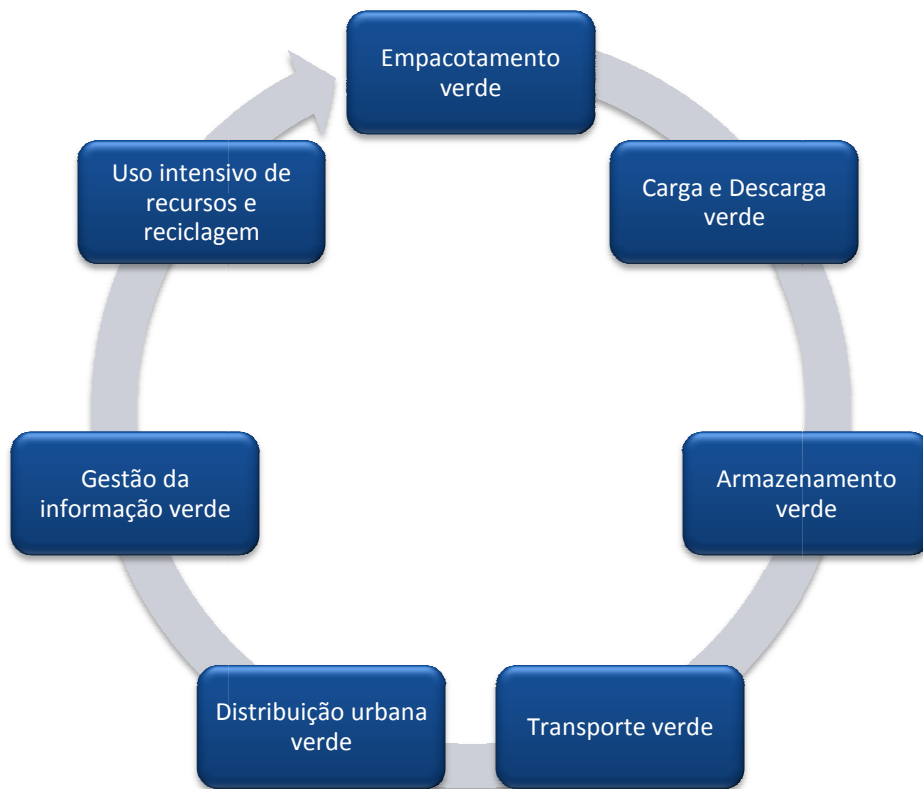 Empacotamento
verde
Carga e Descarga
verde
Armazenamento
verde
Transporte verde
Distribuição urbana
verde
Gestão da
informação verde
Uso intensivo de
recursos e
reciclagem